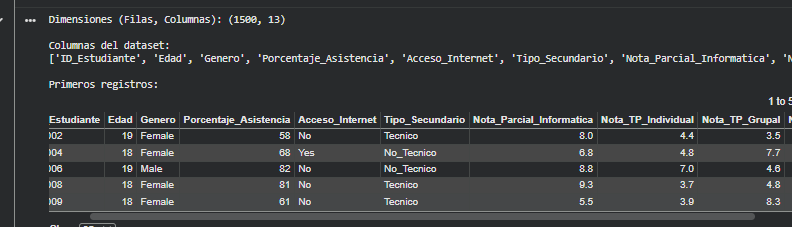 Dimensiones (Filas, Columnas): (1500, 13)
Columnas del dataset:
['ID_Estudiante', 'Edad', 'Genero', 'Porcentaje_Asistencia', 'Acceso_Internet', 'Tipo_Secundario', 'Nota_Parcial_Informatica', 'N
Primeros registros:
1 to 5
Estudiante Edad Genero Porcentaje_Asistencia Acceso_Internet Tipo_Secundario Nota_Parcial_Informatica Nota_TP_Individual Nota_TP_Grupal N
002 19 Female 58 No Tecnico 8.0 4.4 3.5
004 18 Female 68 Yes No_Tecnico 6.8 4.8 7.7
006 19 Male 82 No No_Tecnico 8.8 7.0 4.6
008 18 Female 81 No Tecnico 9.3 3.7 4.8
009 18 Female 61 No Tecnico 5.5 3.9 8.3